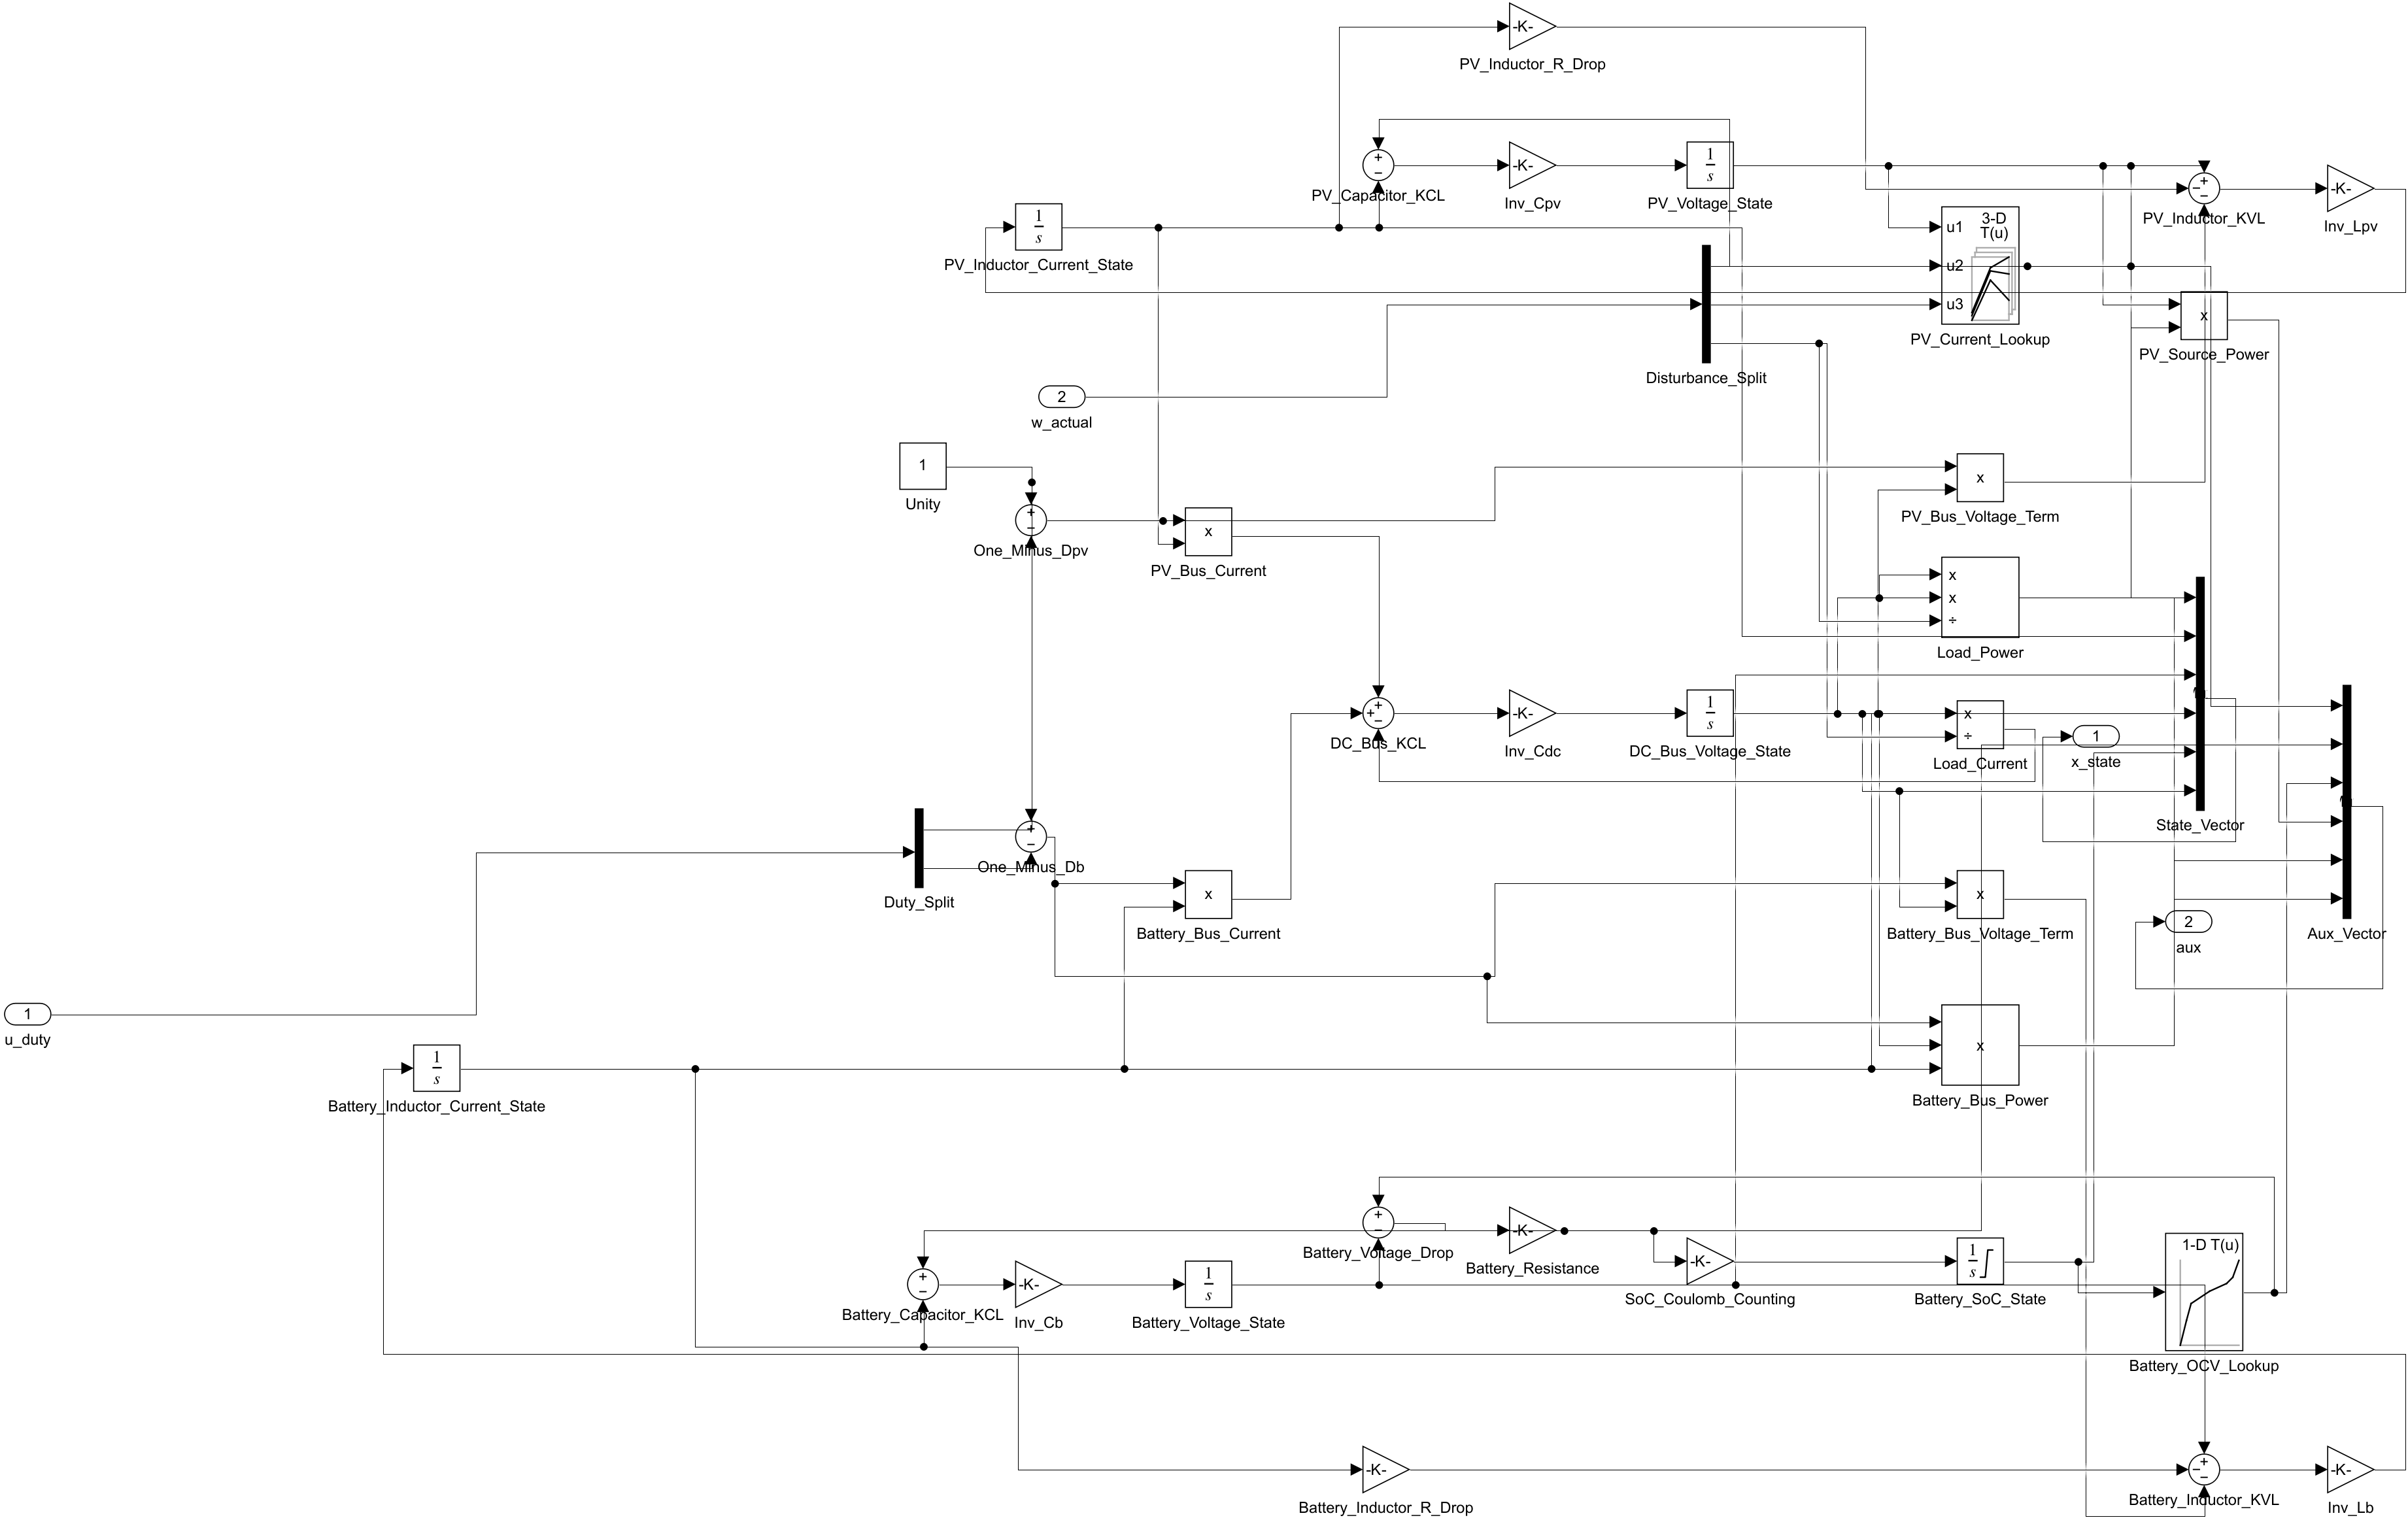 -K-
PV_Inductor_R_Drop
+
−
PV_Capacitor_KCL
-K-
Inv_Cpv
1
s
PV_Voltage_State
−
+
−
PV_Inductor_KVL
-K-
Inv_Lpv
1
s
PV_Inductor_Current_State
u1
u2
u3
3-D
T(u)
PV_Current_Lookup
Disturbance_Split
x
PV_Source_Power
2
w_actual
1
Unity
+
−
One_Minus_Dpv
x
PV_Bus_Current
x
PV_Bus_Voltage_Term
x
x
÷
Load_Power
+
+
−
DC_Bus_KCL
-K-
Inv_Cdc
1
s
DC_Bus_Voltage_State
x
÷
Load_Current
1
x_state
State_Vector
Duty_Split
+
−
One_Minus_Db
x
Battery_Bus_Current
x
Battery_Bus_Voltage_Term
2
aux
Aux_Vector
1
u_duty
1
s
Battery_Inductor_Current_State
x
Battery_Bus_Power
+
−
Battery_Voltage_Drop
-K-
Battery_Resistance
-K-
SoC_Coulomb_Counting
1
s
Battery_SoC_State
1-D T(u)
Battery_OCV_Lookup
+
−
Battery_Capacitor_KCL
-K-
Inv_Cb
1
s
Battery_Voltage_State
-K-
Battery_Inductor_R_Drop
−
+
−
Battery_Inductor_KVL
-K-
Inv_Lb